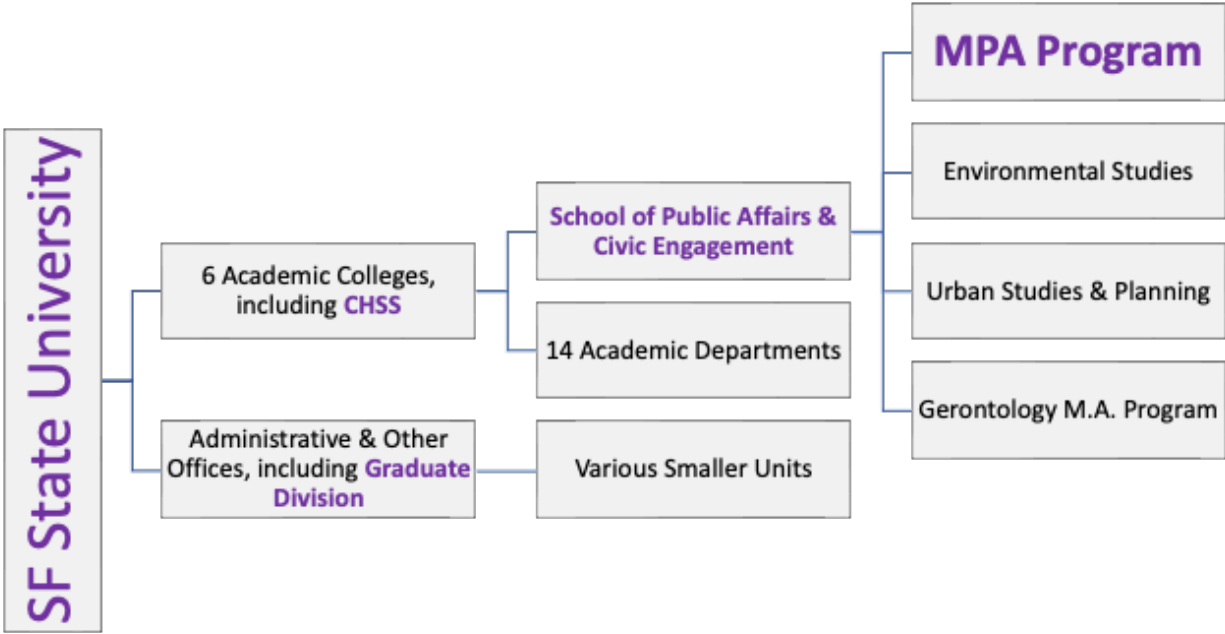 SF State University
6 Academic Colleges,
including CHSS
Administrative & Other
Offices, including Graduate
Division
School of Public Affairs &
Civic Engagement
14 Academic Departments
Various Smaller Units
MPA Program
Environmental Studies
Urban Studies & Planning
Gerontology M.A. Program